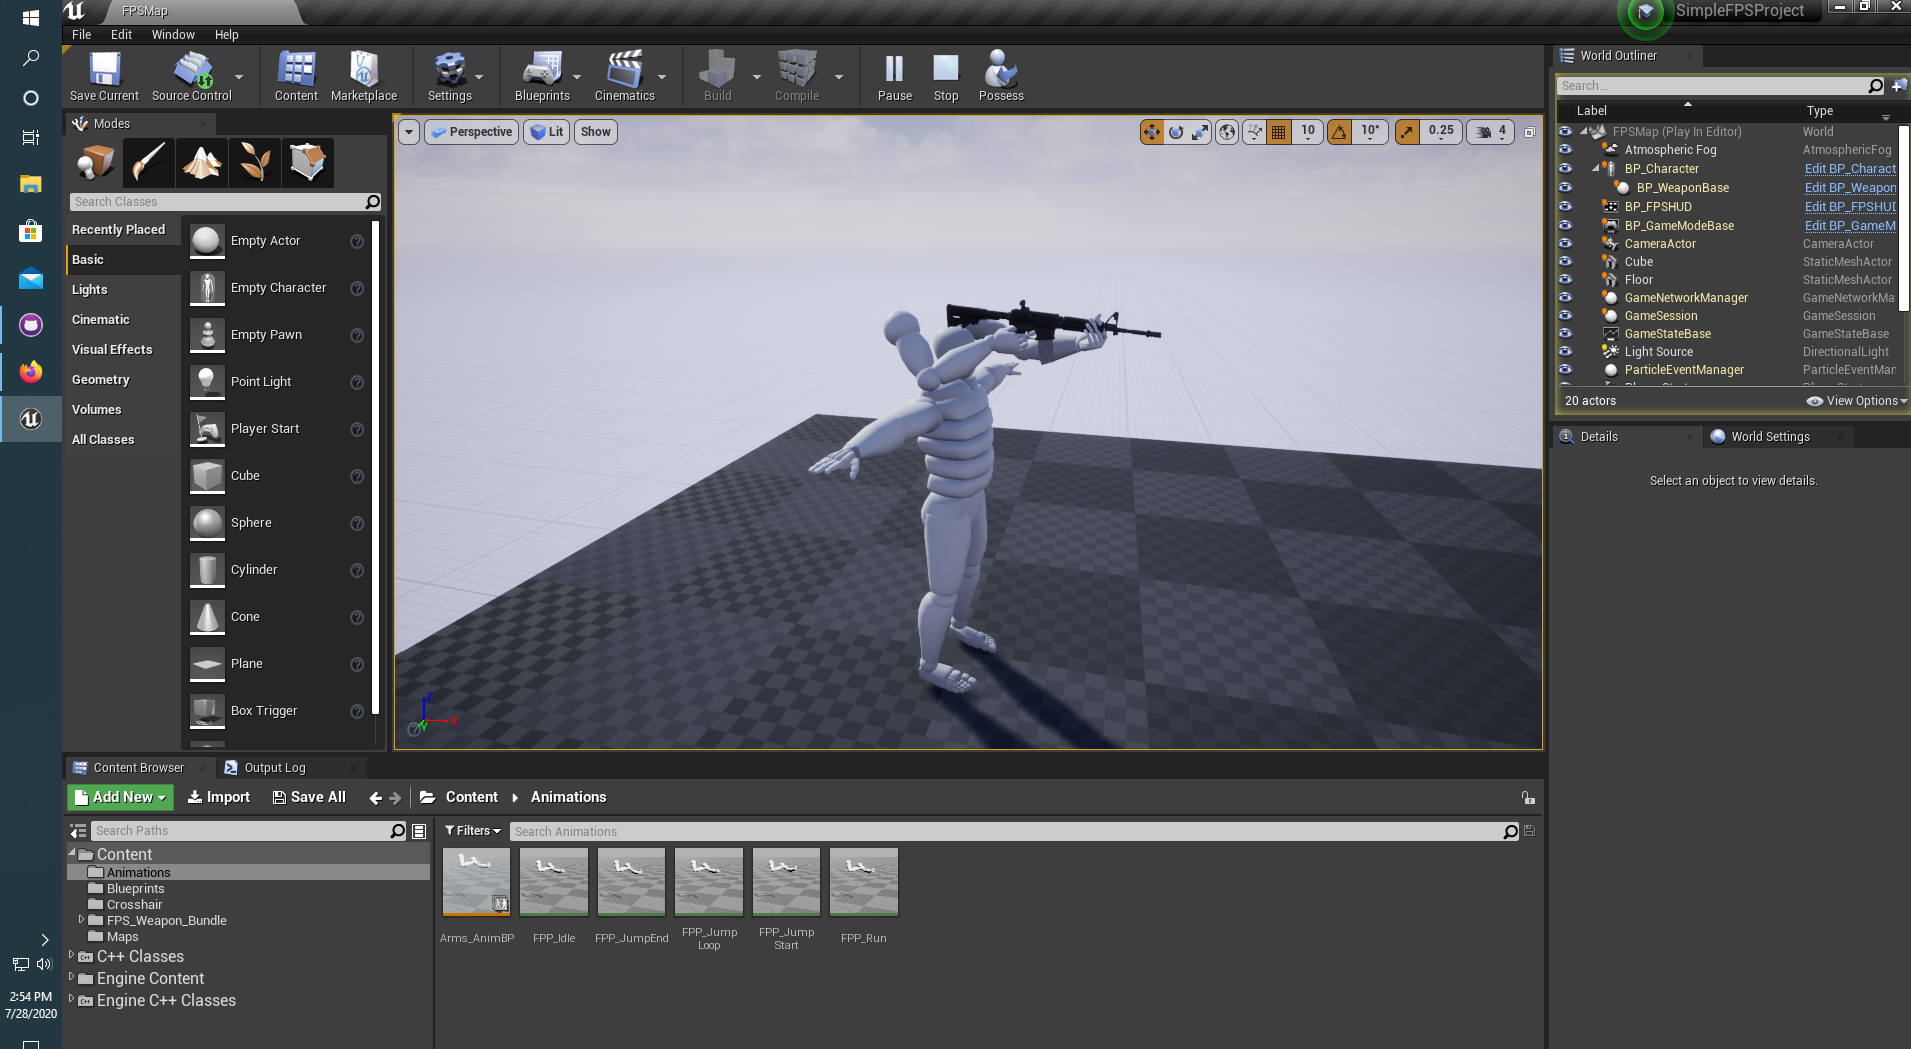 FPSMap
SimpleFPSProject
File Edit Window Help
Save Current
Source Control
Content
Marketplace
Settings
Blueprints
Cinematics
Build
Compile
Pause
Stop
Possess
Modes
Search Classes
Recently Placed
Basic
Lights
Cinematic
Visual Effects
Geometry
Volumes
All Classes
Empty Actor
Empty Character
Empty Pawn
Point Light
Player Start
Cube
Sphere
Cylinder
Cone
Plane
Box Trigger
Perspective Lit Show
10 10° 0.25 4
Z
X
Y
World Outliner
Search...
Label Type
FPSMap (Play In Editor) World
Atmospheric Fog AtmosphericFog
BP_Character Edit BP_Charact
BP_WeaponBase Edit BP_Weapon
BP_FPSHUD Edit BP_FPSHUD
BP_GameModeBase Edit BP_GameM
CameraActor CameraActor
Cube StaticMeshActor
Floor StaticMeshActor
GameNetworkManager GameNetworkMa
GameSession GameSession
GameStateBase GameStateBase
Light Source DirectionalLight
ParticleEventManager ParticleEventMan
20 actors View Options
Details World Settings
Select an object to view details.
Content Browser Output Log
Add New Import Save All Content Animations
Search Paths
Content
Animations
Blueprints
Crosshair
FPS_Weapon_Bundle
Maps
C++ Classes
Engine Content
Engine C++ Classes
Filters Search Animations
Arms_AnimBP
FPP_Idle
FPP_JumpEnd
FPP_Jump
Loop
FPP_Jump
Start
FPP_Run
2:54 PM
7/28/2020